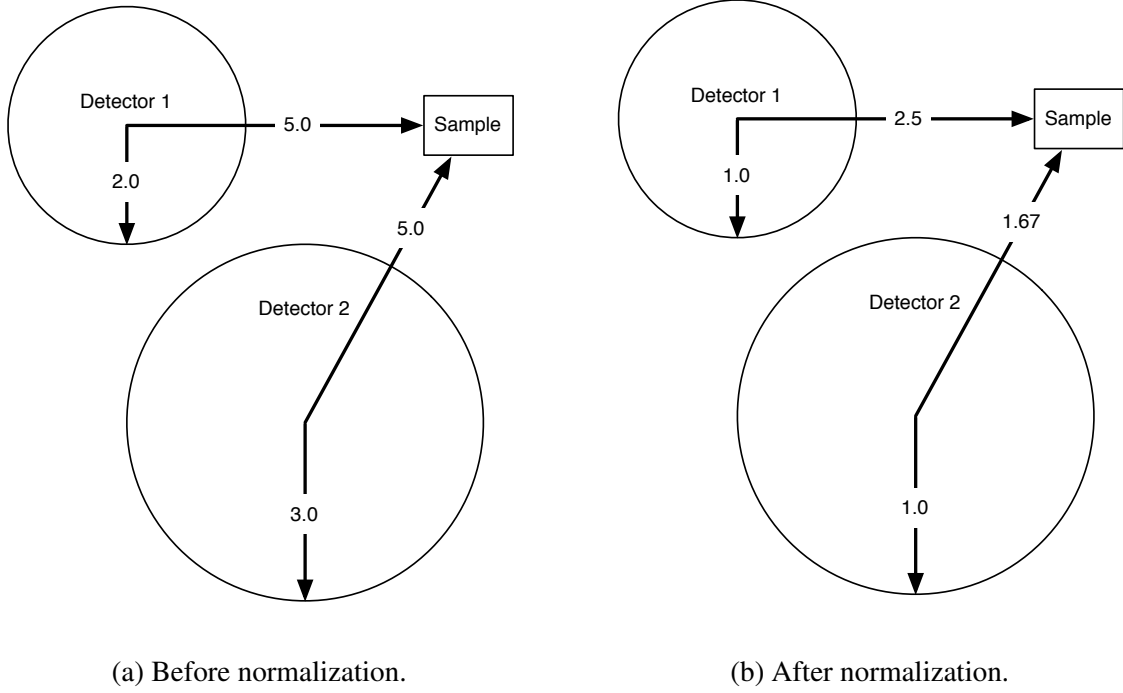 Detector 1
5.0
Sample
2.0
5.0
Detector 2
3.0
(a) Before normalization.
Detector 1
2.5
Sample
1.0
1.67
Detector 2
1.0
(b) After normalization.